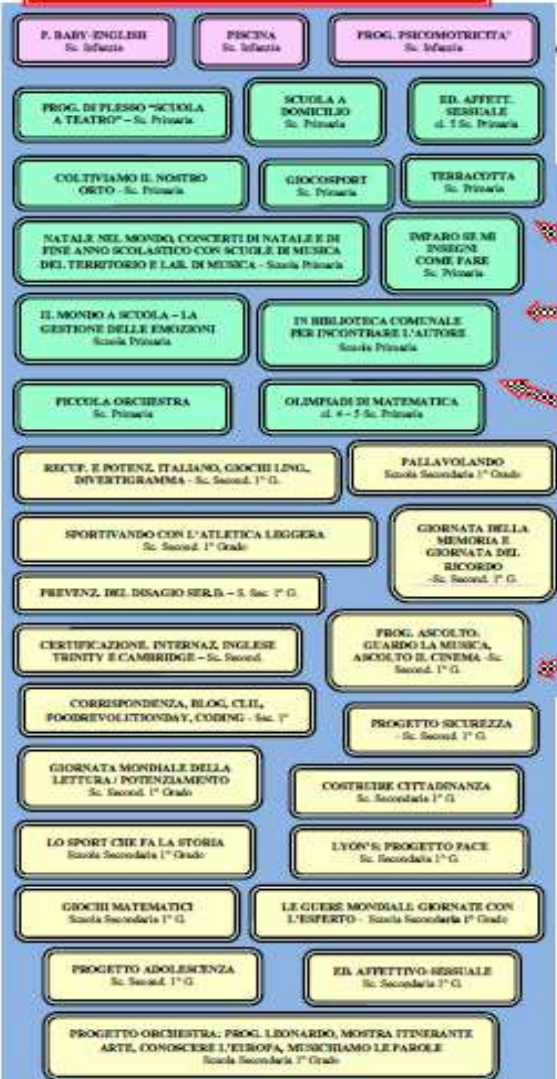 P. BABY-ENGLISH
Sc. Infanzia
PISCINA
Sc. Infanzia
PROG. PSICOMOTRICITA'
Sc. Infanzia
PROG. DI PLESSO "SCUOLA
A TEATRO" – Sc. Primaria
SCUOLA A
DOMICILIO
Sc. Primaria
ED. AFFETT.
SESSUALE
cl. 5 Sc. Primaria
COLTIVIAMO IL NOSTRO
ORTO - Sc. Primaria
GIOCOSPORT
Sc. Primaria
TERRACOTTA
Sc. Primaria
NATALE NEL MONDO, CONCERTI DI NATALE E DI
FINE ANNO SCOLASTICO CON SCUOLE DI MUSICA
DEL TERRITORIO E LAB. DI MUSICA - Scuola Primaria
IMPARO SE MI
INSEGNI
COME FARE
Sc. Primaria
IL MONDO A SCUOLA – LA
GESTIONE DELLE EMOZIONI
Scuola Primaria
IN BIBLIOTECA COMUNALE
PER INCONTRARE L'AUTORE
Scuola Primaria
PICCOLA ORCHESTRA
Sc. Primaria
OLIMPIADI DI MATEMATICA
cl. 4 – 5 Sc. Primaria
RECUP. E POTENZ. ITALIANO, GIOCHI LING.,
DIVERTIGRAMMA - Sc. Second. 1° G.
PALLAVOLANDO
Scuola Secondaria 1° Grado
SPORTIVANDO CON L'ATLETICA LEGGERA
Sc. Second. 1° Grado
GIORNATA DELLA
MEMORIA E
GIORNATA DEL
RICORDO
-Sc. Second. 1° G.
PREVENZ. DEL DISAGIO SER.D. – S. Sec. 1° G.
CERTIFICAZIONE. INTERNAZ. INGLESE
TRINITY E CAMBRIDGE – Sc. Second.
PROG. ASCOLTO:
GUARDO LA MUSICA,
ASCOLTO IL CINEMA -Sc.
Second. 1° G.
CORRISPONDENZA, BLOG, CLIL,
FOODREVOLUTIONDAY, CODING - Sec. 1°
PROGETTO SICUREZZA
- Sc. Second. 1° G.
GIORNATA MONDIALE DELLA
LETTURA / POTENZIAMENTO
Sc. Second. 1° Grado
COSTRUIRE CITTADINANZA
Sc. Secondaria 1° G.
LO SPORT CHE FA LA STORIA
Scuola Secondaria 1° Grado
LYON'S: PROGETTO PACE
Sc. Secondaria 1° G.
GIOCHI MATEMATICI
Scuola Secondaria 1° G.
LE GUERE MONDIALE GIORNATE CON
L'ESPERTO - Scuola Secondaria 1° Grado
PROGETTO ADOLESCENZA
Sc. Second. 1° G.
ED. AFFETTIVO-SESSUALE
Sc. Secondaria 1° G.
PROGETTO ORCHESTRA: PROG. LEONARDO, MOSTRA ITINERANTE
ARTE, CONOSCERE L'EUROPA, MUSICHIAMO LE PAROLE
Scuola Secondaria 1° Grado